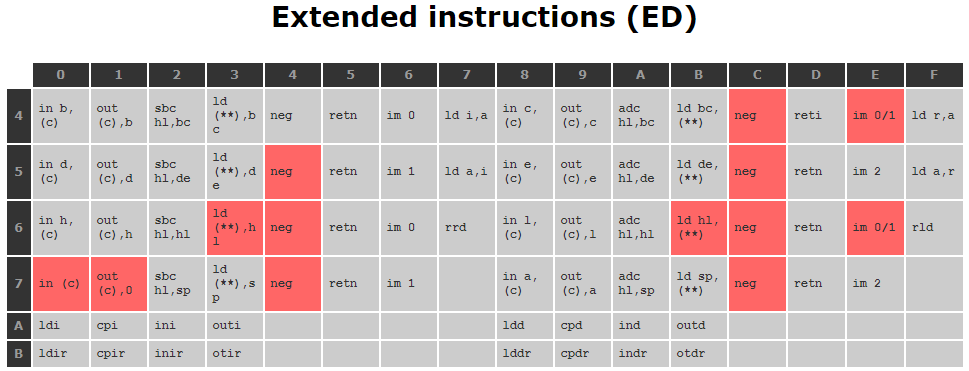 Extended instructions (ED)
0 1 2 3 4 5 6 7 8 9 A B C D E F
4 in b,(c) out (c),b sbc hl,bc ld (**),bc neg retn im 0 ld i,a in c,(c) out (c),c adc hl,bc ld bc,(**) neg reti im 0/1 ld r,a
5 in d,(c) out (c),d sbc hl,de ld (**),de neg retn im 1 ld a,i in e,(c) out (c),e adc hl,de ld de,(**) neg retn im 2 ld a,r
6 in h,(c) out (c),h sbc hl,hl ld (**),hl neg retn im 0 rrd in l,(c) out (c),l adc hl,hl ld hl,(**) neg retn im 0/1 rld
7 in (c) out (c),0 sbc hl,sp ld (**),sp neg retn im 1 in a,(c) out (c),a adc hl,sp ld sp,(**) neg retn im 2
A ldi cpi ini outi ldd cpd ind outd
B ldir cpir inir otir lddr cpdr indr otdr